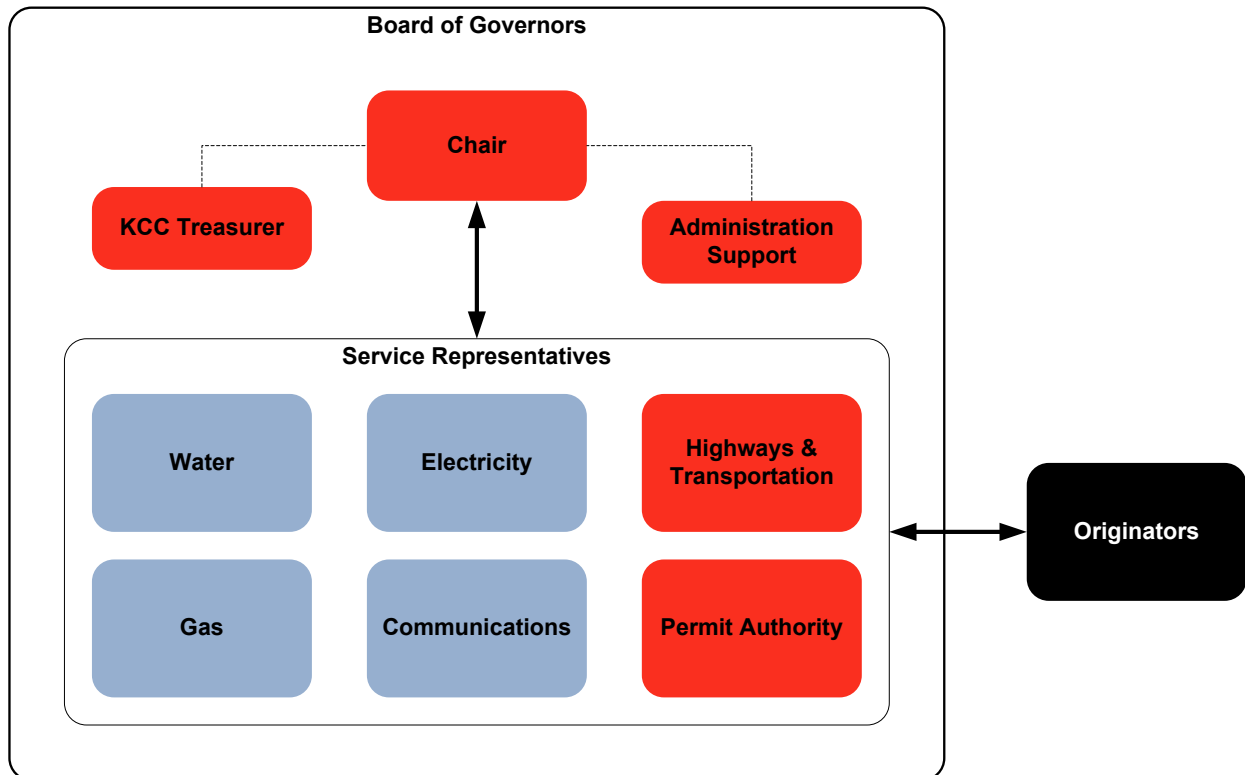 Board of Governors
Chair
KCC Treasurer
Administration
Support
Service Representatives
Water
Electricity
Highways &
Transportation
Originators
Gas
Communications
Permit Authority